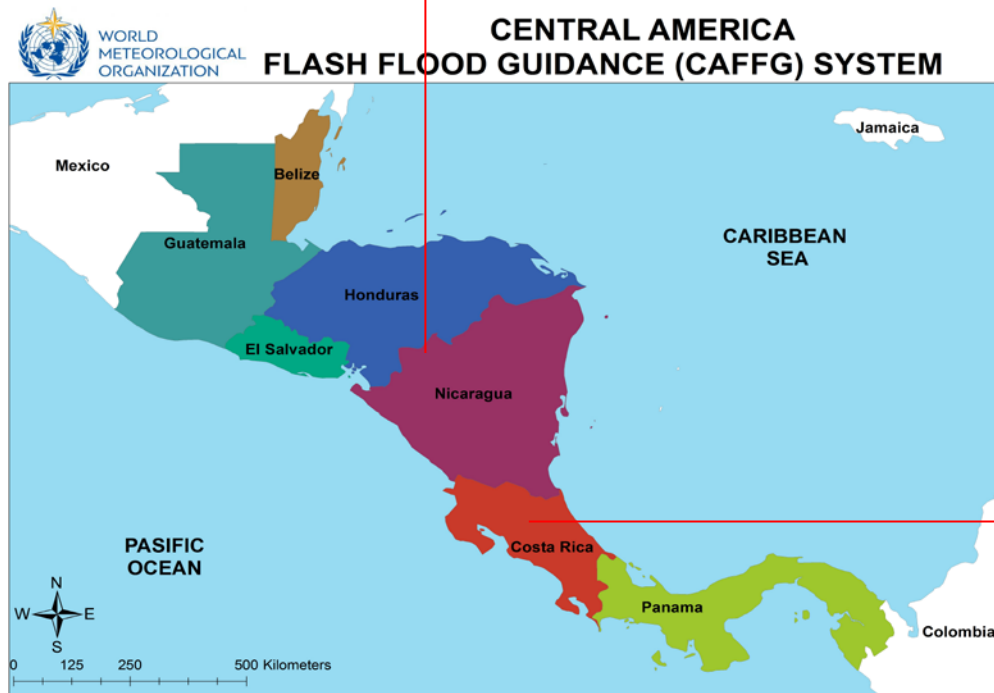 WORLD
METEOROLOGICAL
ORGANIZATION
CENTRAL AMERICA
FLASH FLOOD GUIDANCE (CAFFG) SYSTEM
Jamaica
Mexico
Belize
Guatemala
CARIBBEAN
SEA
Honduras
El Salvador
Nicaragua
PASIFIC
OCEAN
Costa Rica
N
W E
S
Panama
Colombia
0 125 250 500 Kilometers